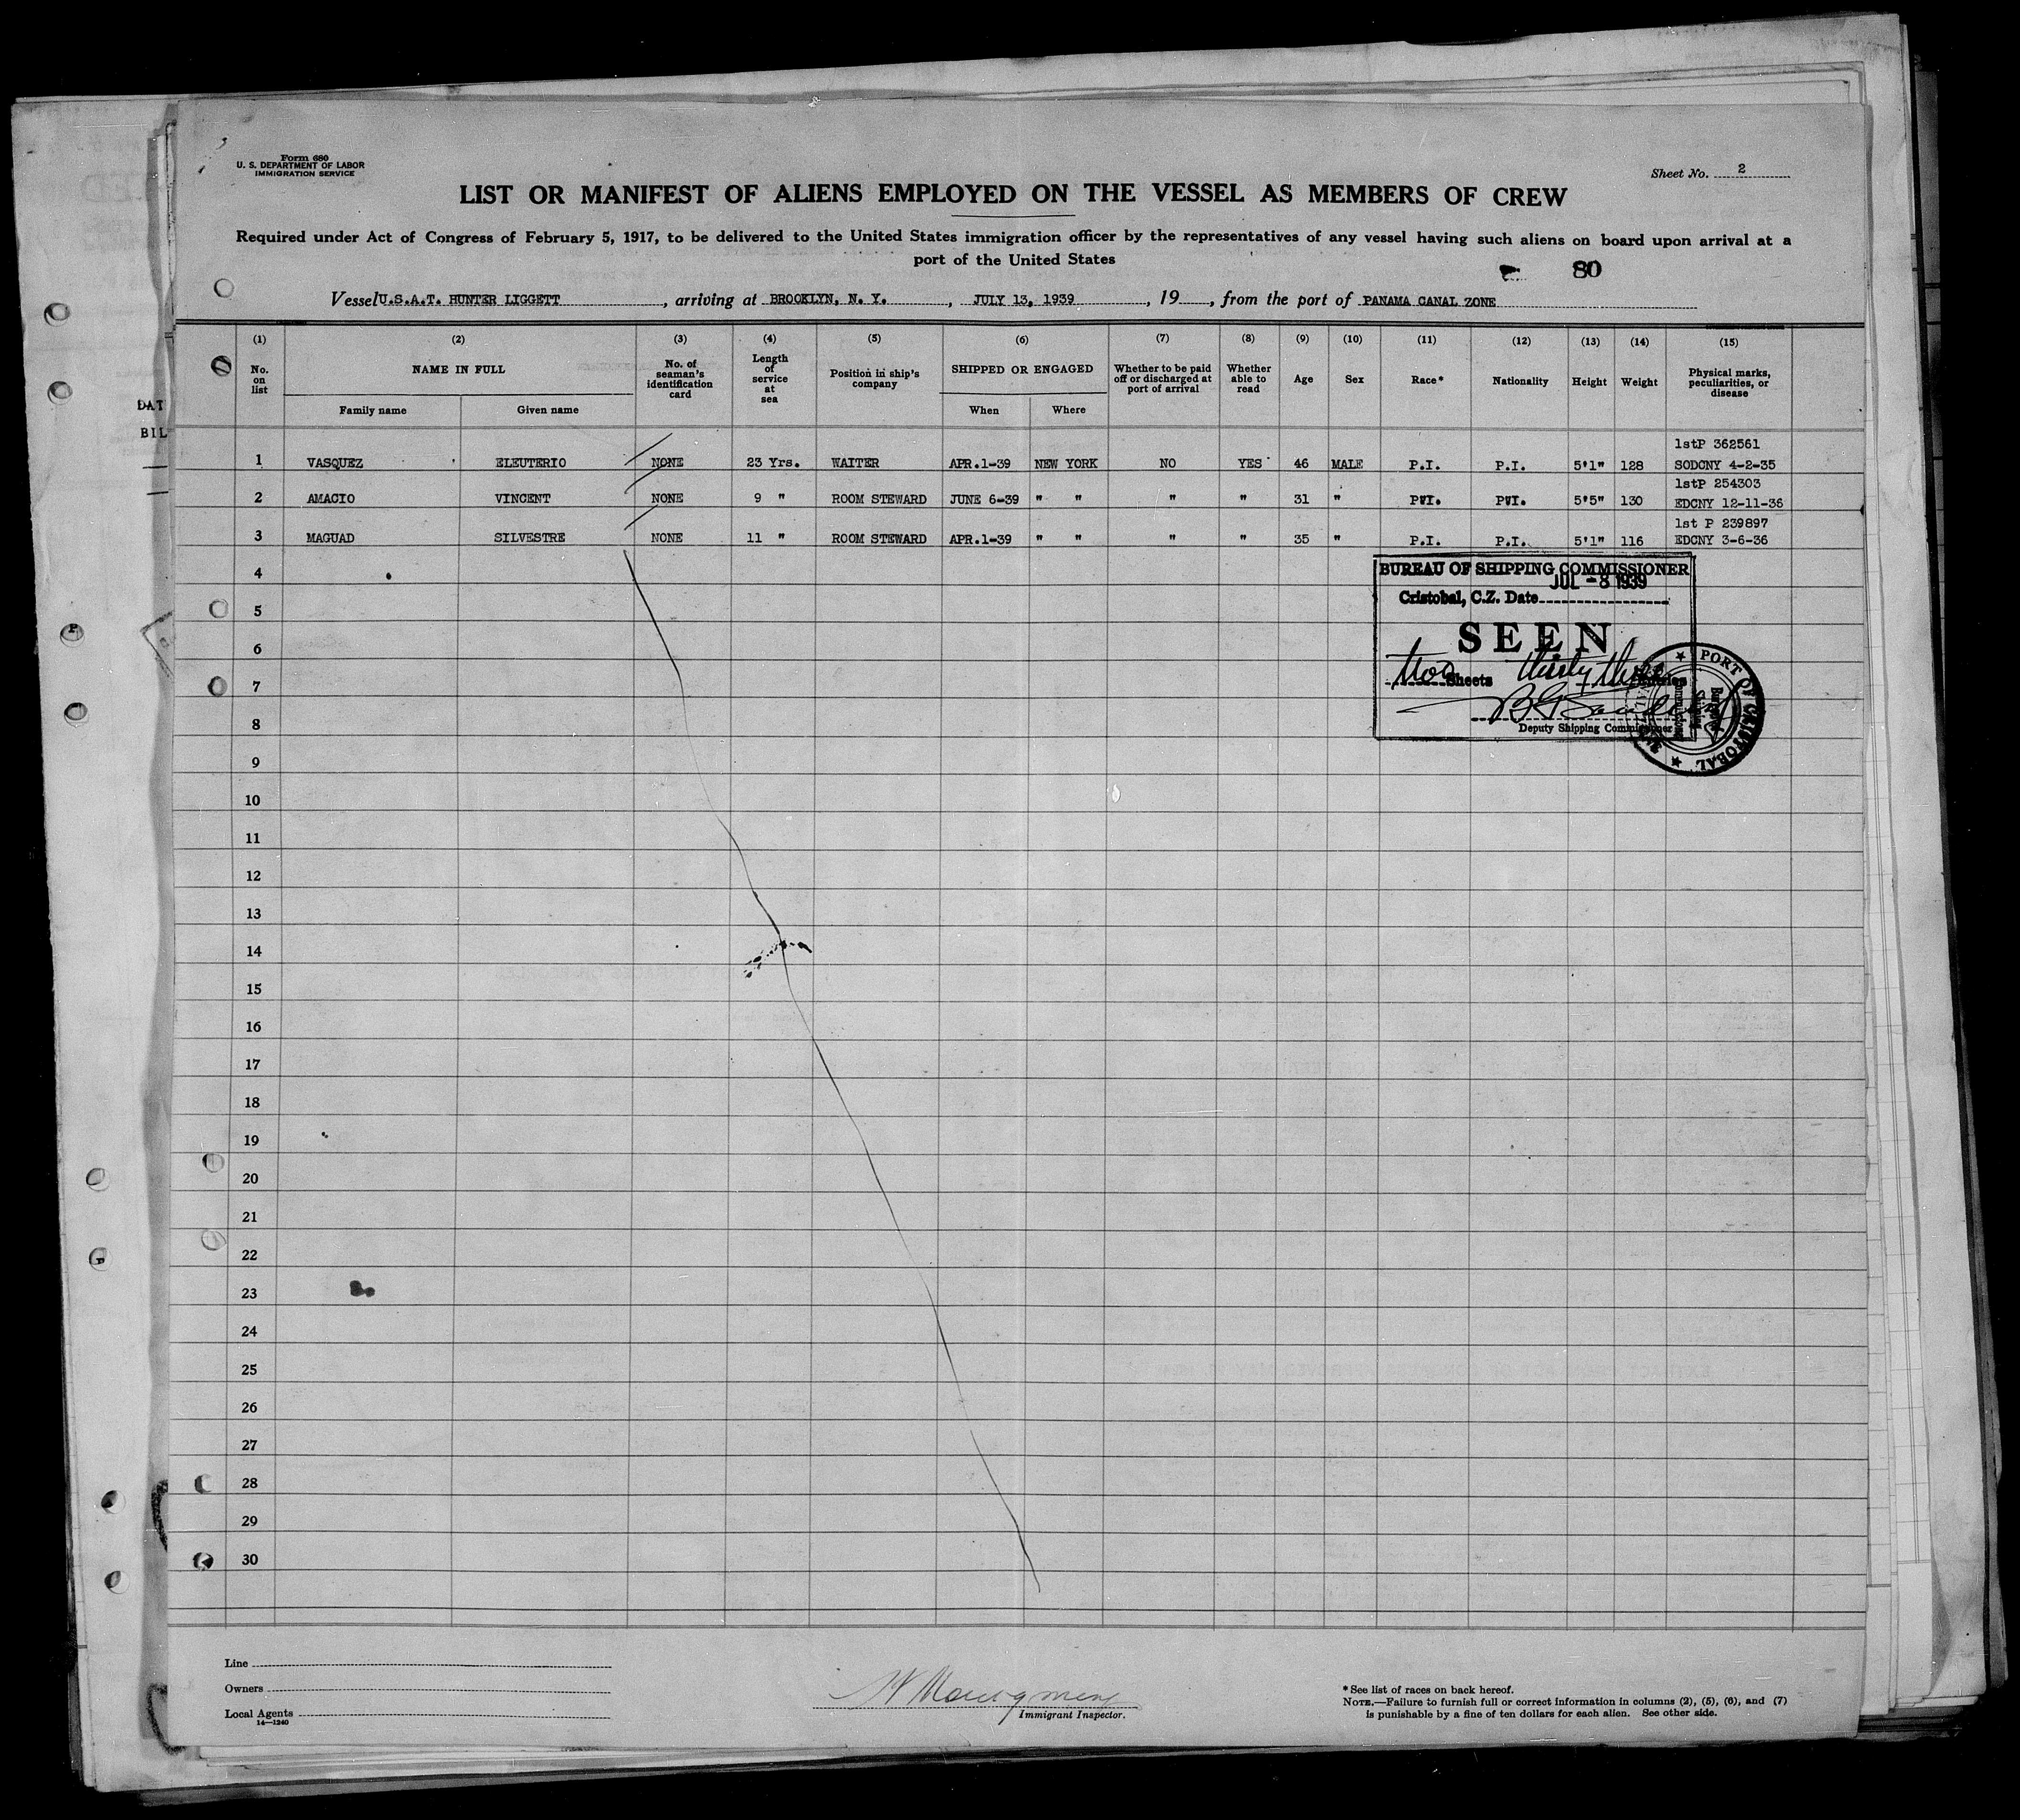 Form 680
U. S. DEPARTMENT OF LABOR
IMMIGRATION SERVICE
Sheet No. 2
LIST OR MANIFEST OF ALIENS EMPLOYED ON THE VESSEL AS MEMBERS OF CREW
Required under Act of Congress of February 5, 1917, to be delivered to the United States immigration officer by the representatives of any vessel having such aliens on board upon arrival at a
port of the United States
80
Vessel U.S.A.T. HUNTER LIGGETT, arriving at BROOKLYN, N. Y., JULY 13, 1939, 19, from the port of PANAMA CANAL ZONE
(1) (2) (3) (4) (5) (6) (7) (8) (9) (10) (11) (12) (13) (14) (15)
No. on list NAME IN FULL No. of seaman's identification card Length of service at sea Position in ship's company SHIPPED OR ENGAGED Whether to be paid off or discharged at port of arrival Whether able to read Age Sex Race* Nationality Height Weight Physical marks, peculiarities, or disease
Family name Given name When Where
DAT
BIL
1stP 362561
1 VASQUEZ ELEUTERIO NONE 23 Yrs. WAITER APR.1-39 NEW YORK NO YES 46 MALE P.I. P.I. 5'1" 128 SODCNY 4-2-35
1stP 254303
2 AMACIO VINCENT NONE 9 " ROOM STEWARD JUNE 6-39 " " " " 31 " P.I. P.I. 5'5" 130 EDCNY 12-11-36
1st P 239897
3 MAGUAD SILVESTRE NONE 11 " ROOM STEWARD APR.1-39 " " " " 35 " P.I. P.I. 5'1" 116 EDCNY 3-6-36
4
5
6
7
8
9
10
11
12
13
14
15
16
17
18
19
20
21
22
23
24
25
26
27
28
29
30
BUREAU OF SHIPPING COMMISSIONER
JUL -8 1939
Cristobal, C.Z. Date
SEEN
two Sheets thirty three Entries
Deputy Shipping Commissioner
PORT OF CRISTOBAL
Line
Owners
Local Agents
14—1240
Immigrant Inspector.
*See list of races on back hereof.
NOTE.—Failure to furnish full or correct information in columns (2), (5), (6), and (7)
is punishable by a fine of ten dollars for each alien. See other side.